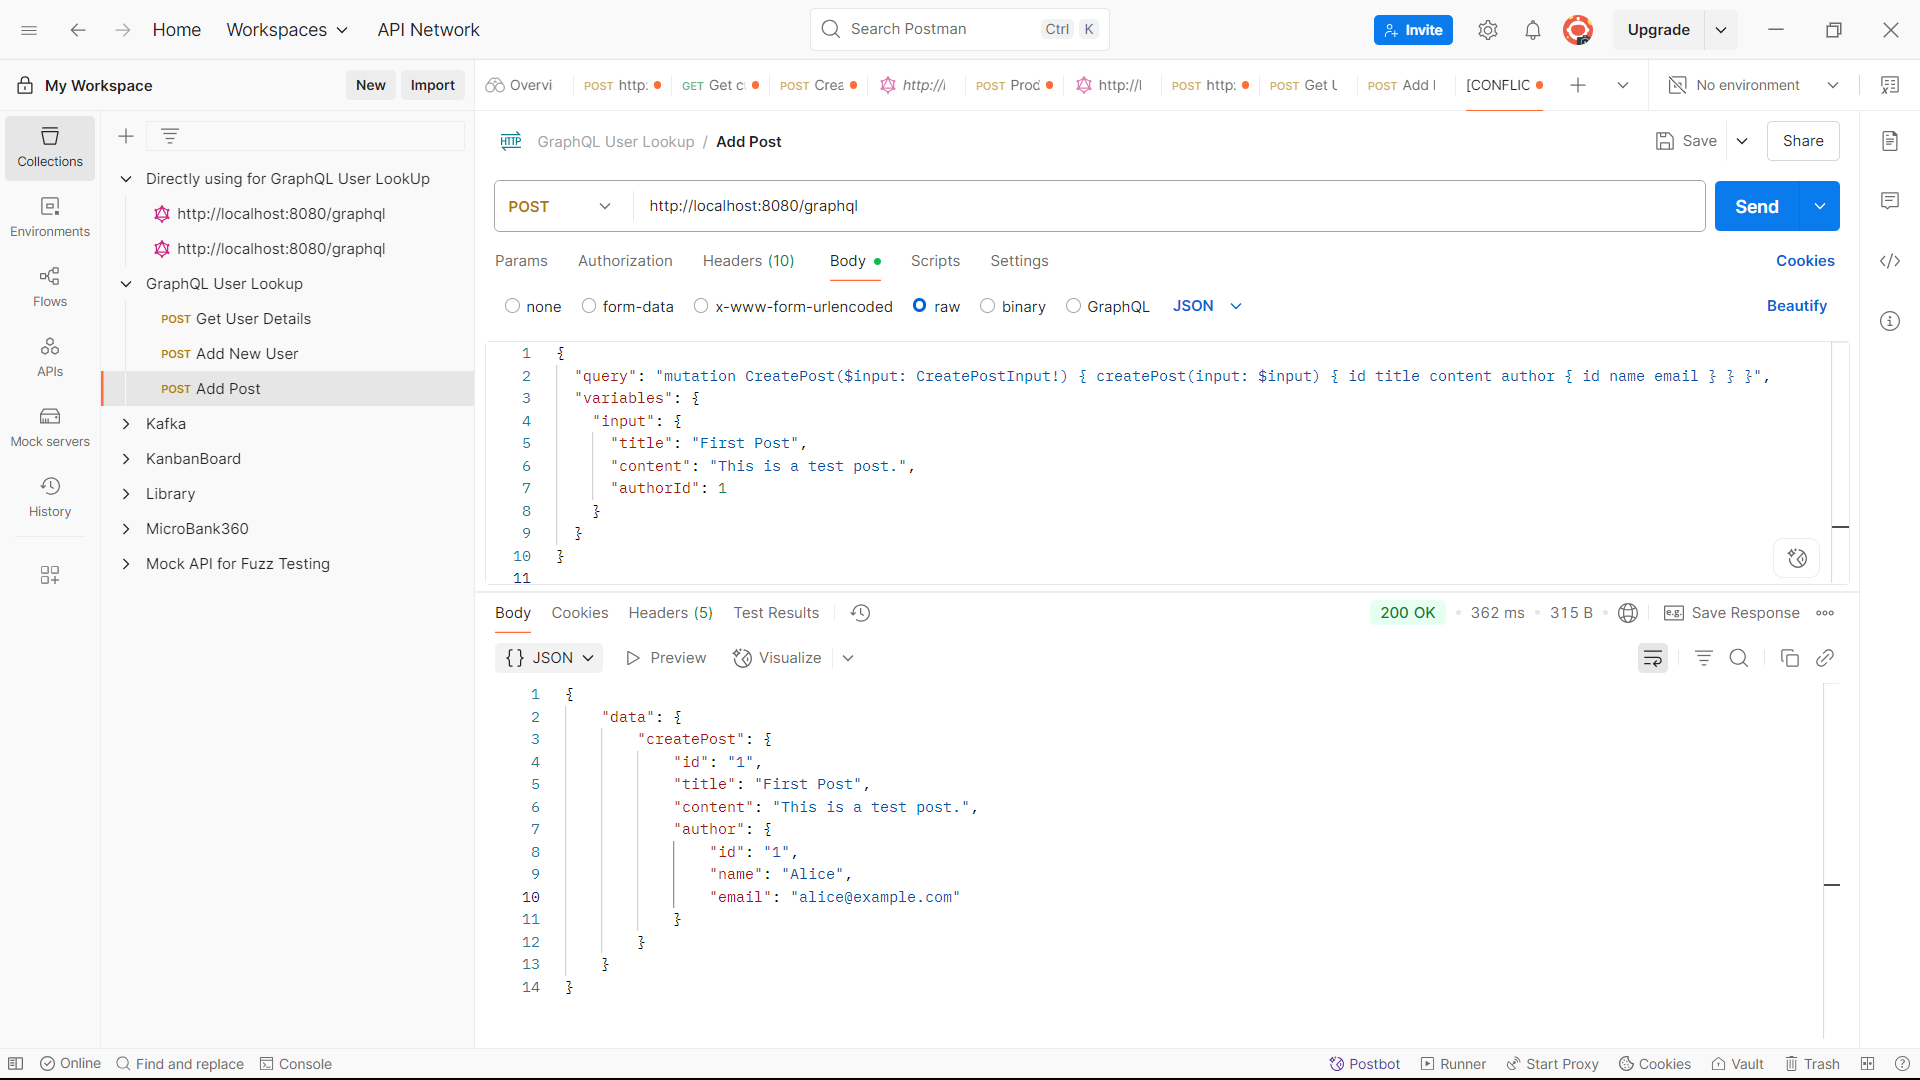 Home Workspaces API Network Search Postman Ctrl K Invite Upgrade
My Workspace New Import Overvi POST http: GET Get c POST Crea http://l POST Prod http://l POST http: POST Get U POST Add I [CONFLIC No environment
Collections
Environments
Flows
APIs
Mock servers
History
Directly using for GraphQL User LookUp
http://localhost:8080/graphql
http://localhost:8080/graphql
GraphQL User Lookup
POST Get User Details
POST Add New User
POST Add Post
Kafka
KanbanBoard
Library
MicroBank360
Mock API for Fuzz Testing
HTTP GraphQL User Lookup / Add Post Save Share
POST http://localhost:8080/graphql Send
Params Authorization Headers (10) Body Scripts Settings Cookies
none form-data x-www-form-urlencoded raw binary GraphQL JSON Beautify
1 {
2 "query": "mutation CreatePost($input: CreatePostInput!) { createPost(input: $input) { id title content author { id name email } } }",
3 "variables": {
4 "input": {
5 "title": "First Post",
6 "content": "This is a test post.",
7 "authorId": 1
8 }
9 }
10 }
11
Body Cookies Headers (5) Test Results 200 OK 362 ms 315 B e.g. Save Response
{} JSON Preview Visualize
1 {
2 "data": {
3 "createPost": {
4 "id": "1",
5 "title": "First Post",
6 "content": "This is a test post.",
7 "author": {
8 "id": "1",
9 "name": "Alice",
10 "email": "alice@example.com"
11 }
12 }
13 }
14 }
Online Find and replace Console Postbot Runner Start Proxy Cookies Vault Trash